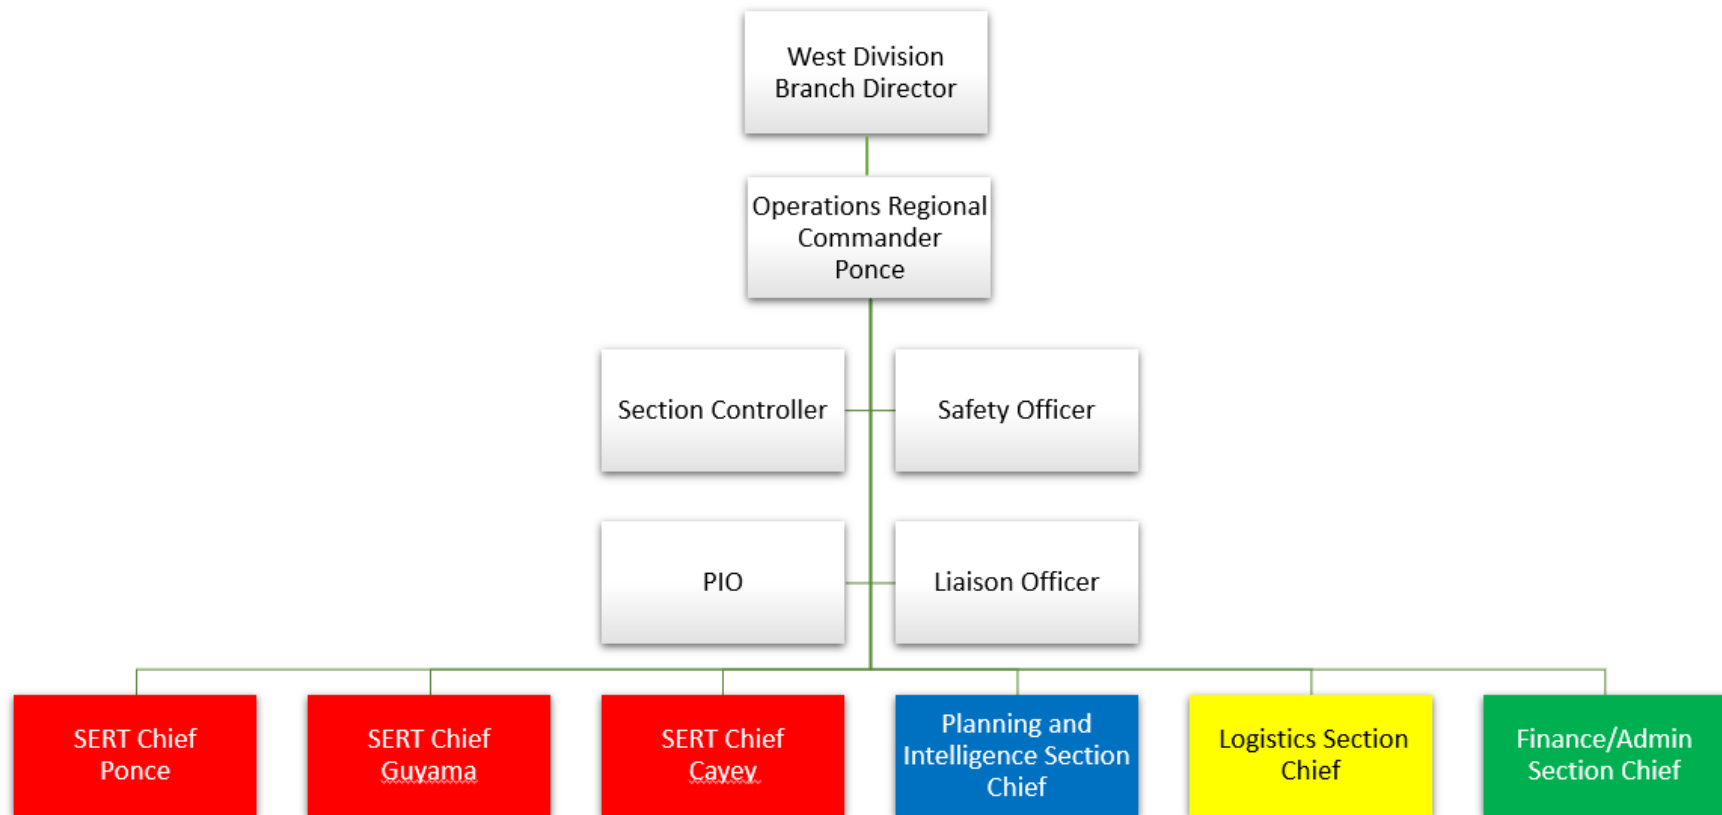 West Division
Branch Director
Operations Regional
Commander
Ponce
Section Controller
Safety Officer
PIO
Liaison Officer
SERT Chief
Ponce
SERT Chief
Guyama
SERT Chief
Cayey
Planning and
Intelligence Section
Chief
Logistics Section
Chief
Finance/Admin
Section Chief